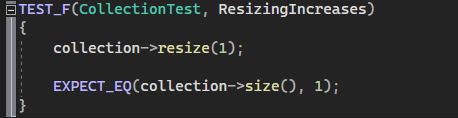 TEST_F(CollectionTest, ResizingIncreases)
{
    collection->resize(1);

    EXPECT_EQ(collection->size(), 1);
}